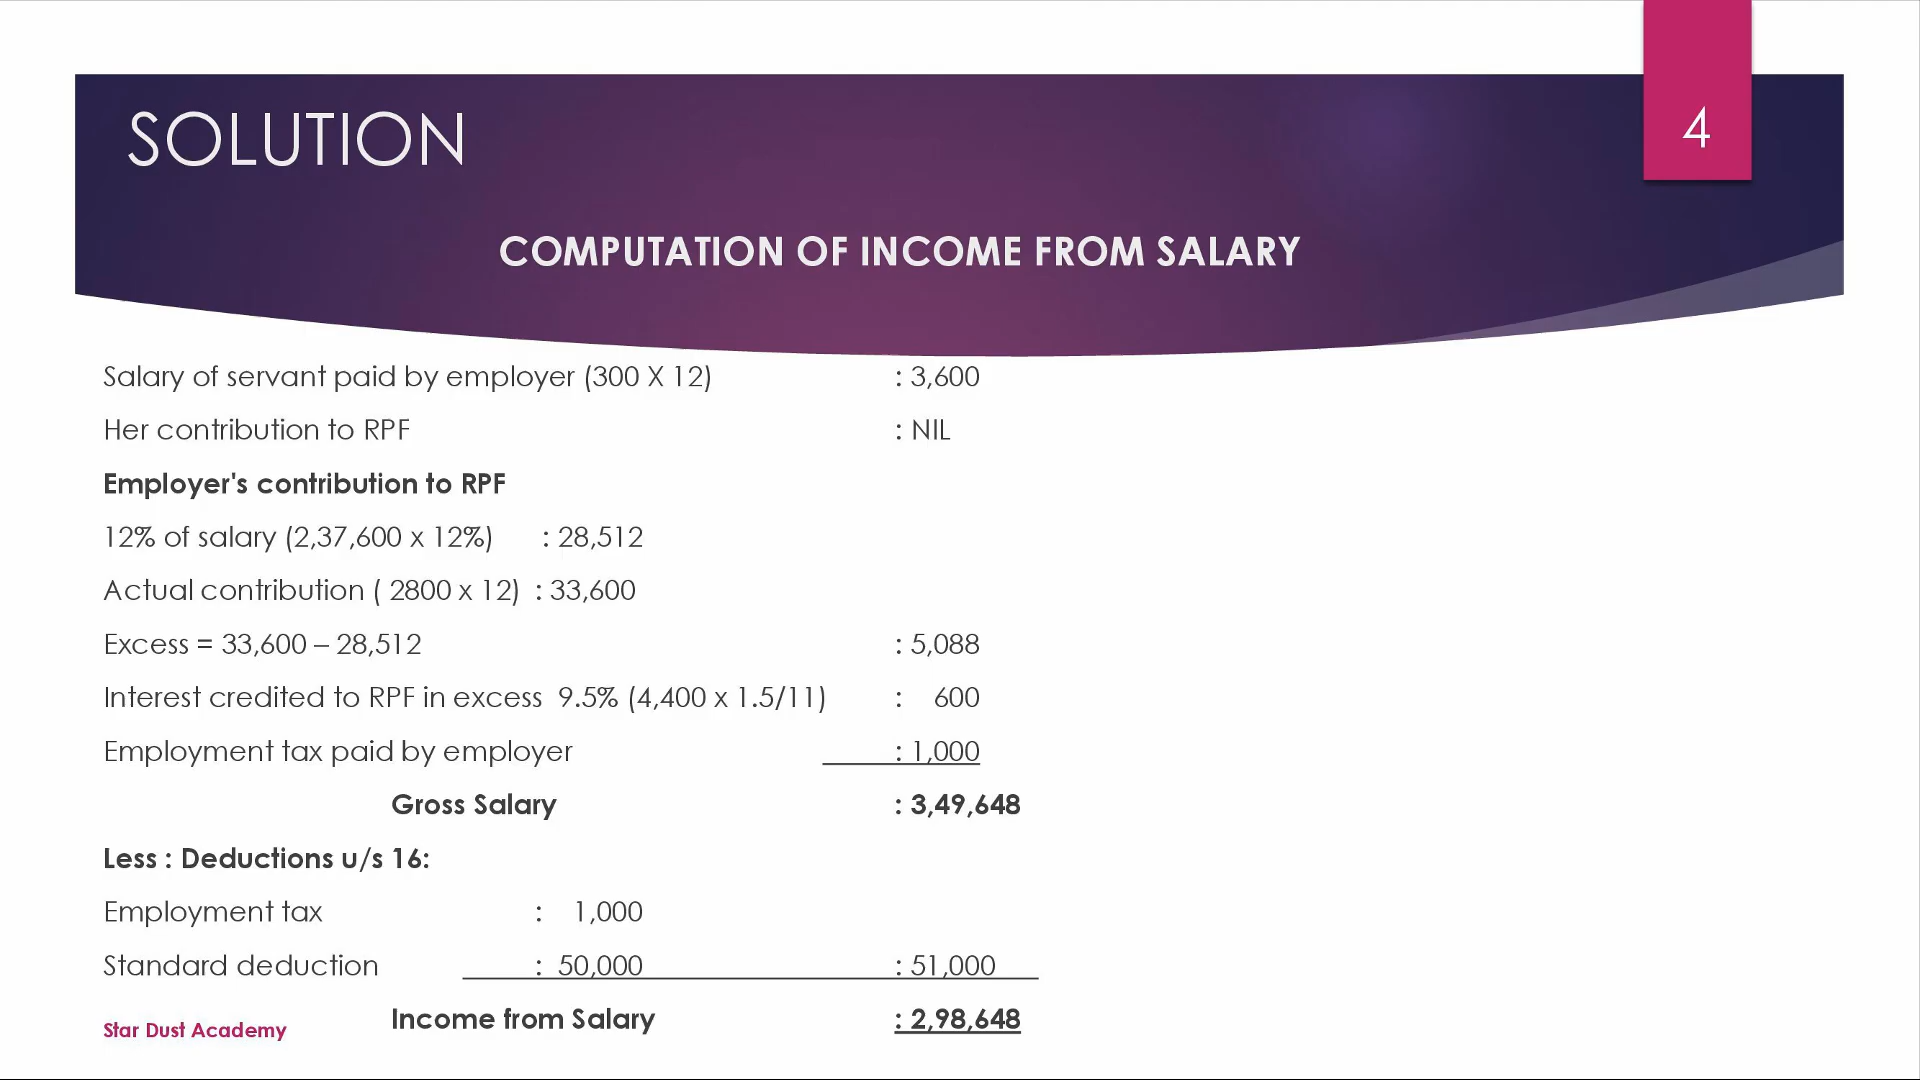 4
SOLUTION
COMPUTATION OF INCOME FROM SALARY
Salary of servant paid by employer (300 X 12) : 3,600
Her contribution to RPF : NIL
Employer's contribution to RPF
12% of salary (2,37,600 x 12%) : 28,512
Actual contribution ( 2800 x 12) : 33,600
Excess = 33,600 – 28,512 : 5,088
Interest credited to RPF in excess 9.5% (4,400 x 1.5/11) : 600
Employment tax paid by employer : 1,000
Gross Salary : 3,49,648
Less : Deductions u/s 16:
Employment tax : 1,000
Standard deduction : 50,000 : 51,000
Income from Salary : 2,98,648
Star Dust Academy